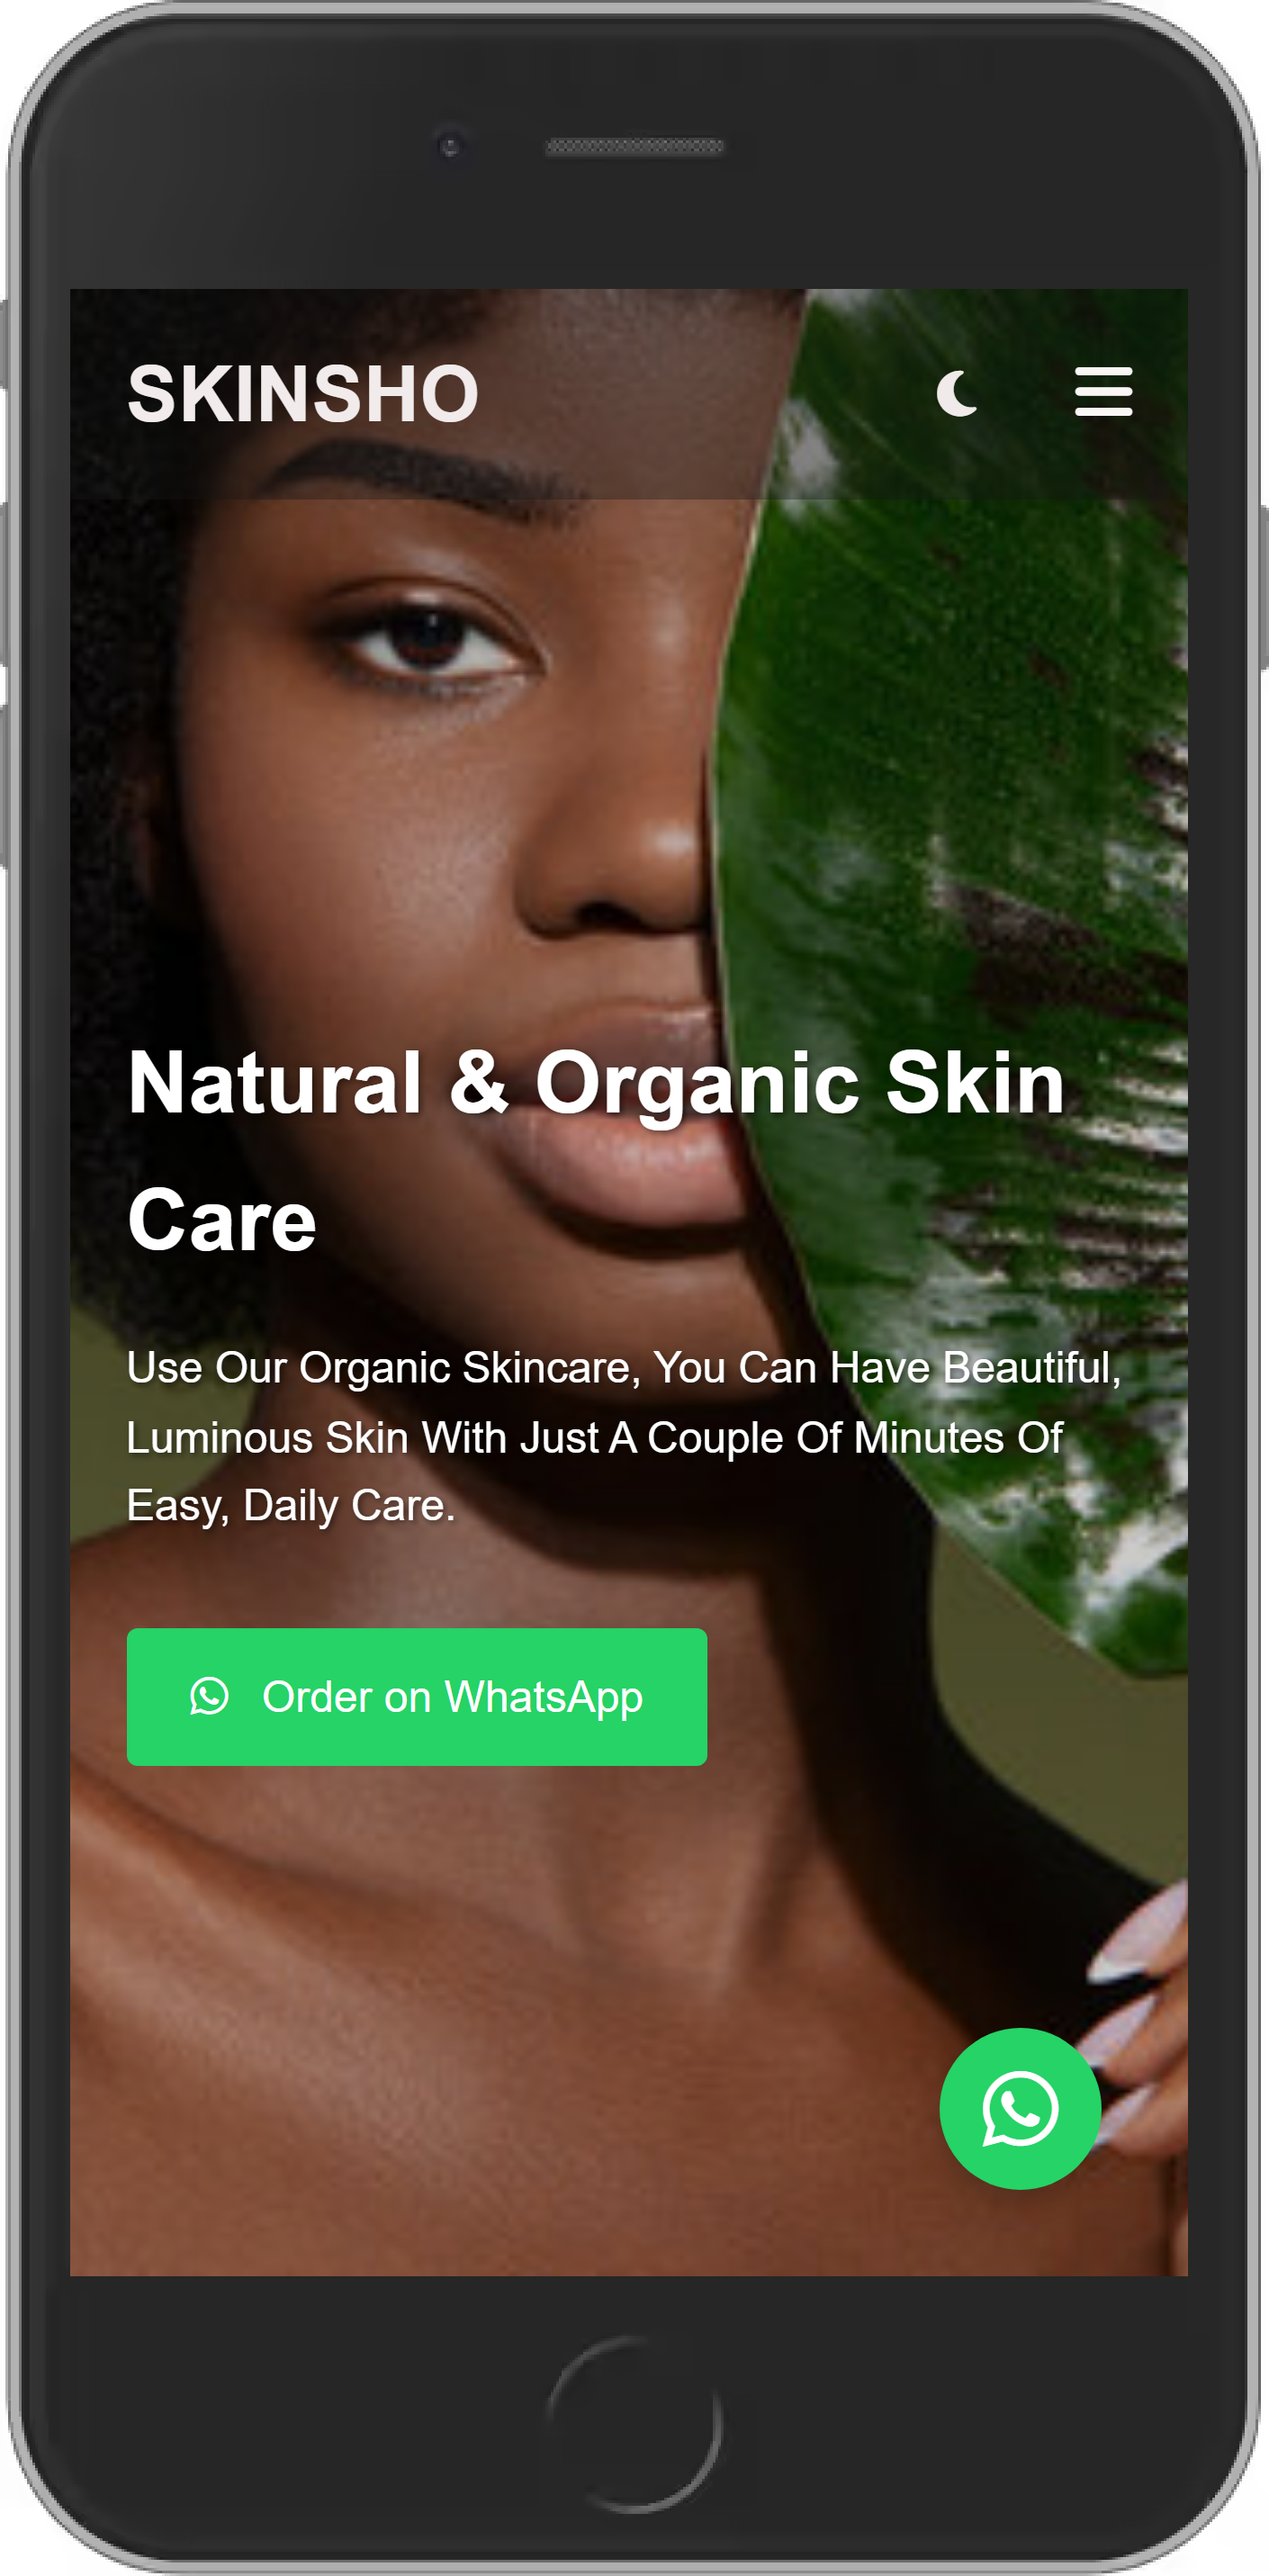 SKINSHO
Natural & Organic Skin
Care
Use Our Organic Skincare, You Can Have Beautiful,
Luminous Skin With Just A Couple Of Minutes Of
Easy, Daily Care.
Order on WhatsApp